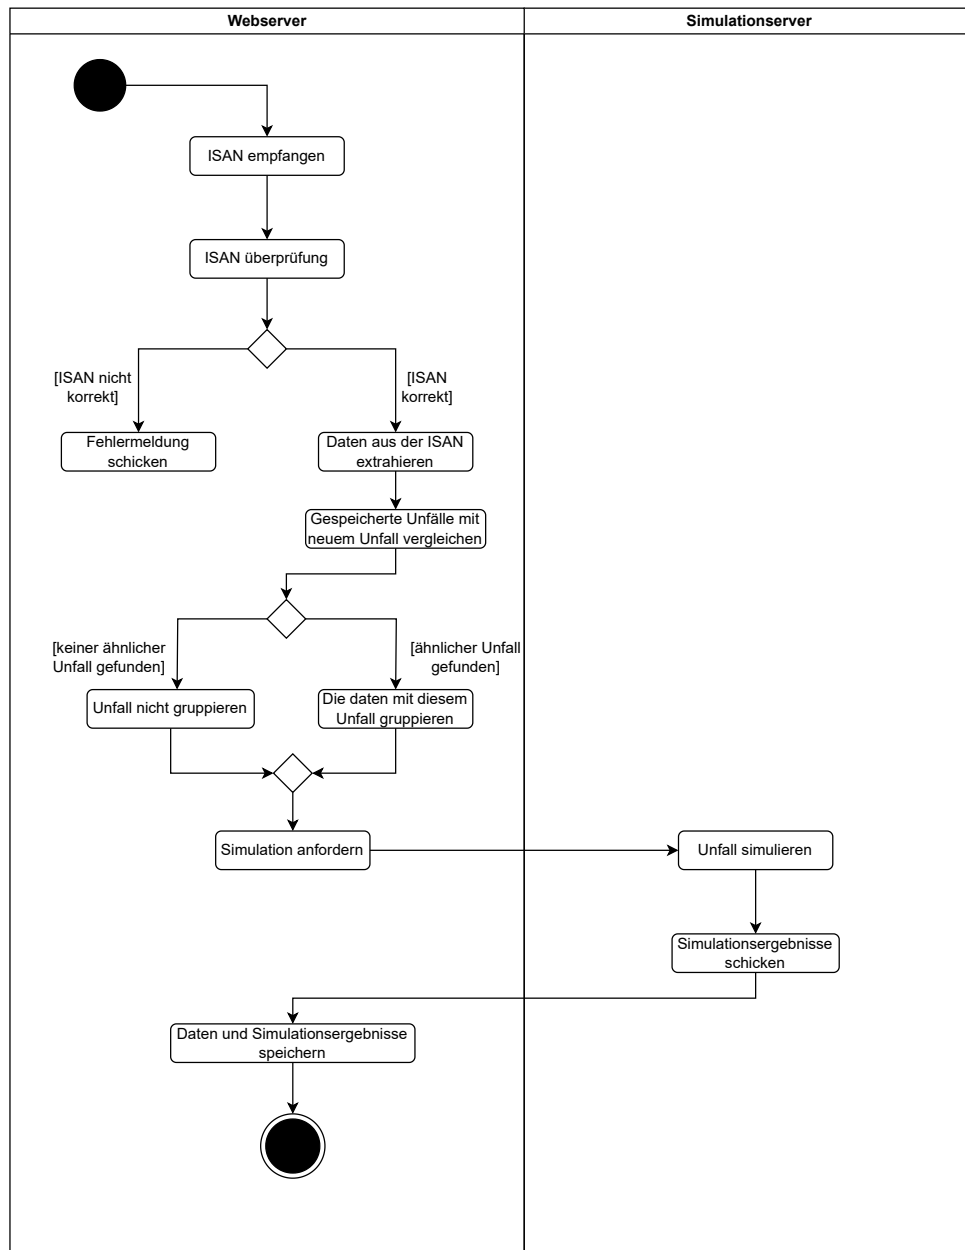 Webserver
Simulationserver
ISAN empfangen
ISAN überprüfung
[ISAN nicht
korrekt]
[ISAN
korrekt]
Fehlermeldung
schicken
Daten aus der ISAN
extrahieren
Gespeicherte Unfälle mit
neuem Unfall vergleichen
[keiner ähnlicher
Unfall gefunden]
[ähnlicher Unfall
gefunden]
Unfall nicht gruppieren
Die daten mit diesem
Unfall gruppieren
Simulation anfordern
Unfall simulieren
Simulationsergebnisse
schicken
Daten und Simulationsergebnisse
speichern